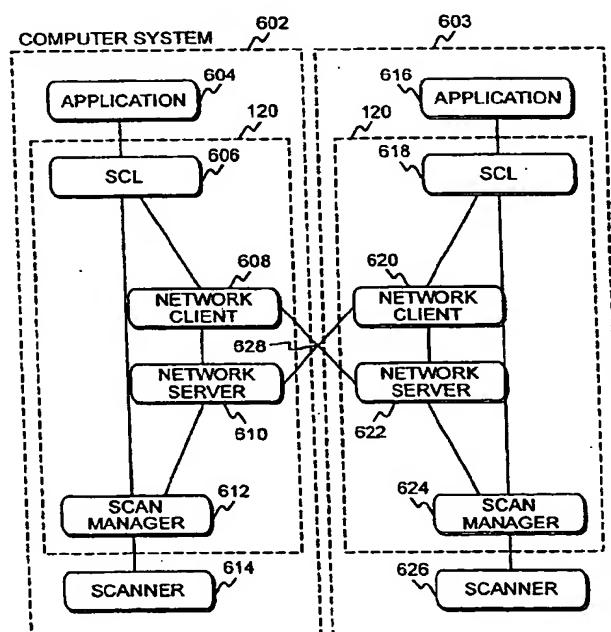 602
603
COMPUTER SYSTEM
604
APPLICATION
616
APPLICATION
120
120
SCL
606
618
SCL
608
NETWORK CLIENT
620
NETWORK CLIENT
628
NETWORK SERVER
610
NETWORK SERVER
622
612
SCAN MANAGER
624
SCAN MANAGER
SCANNER
614
626
SCANNER